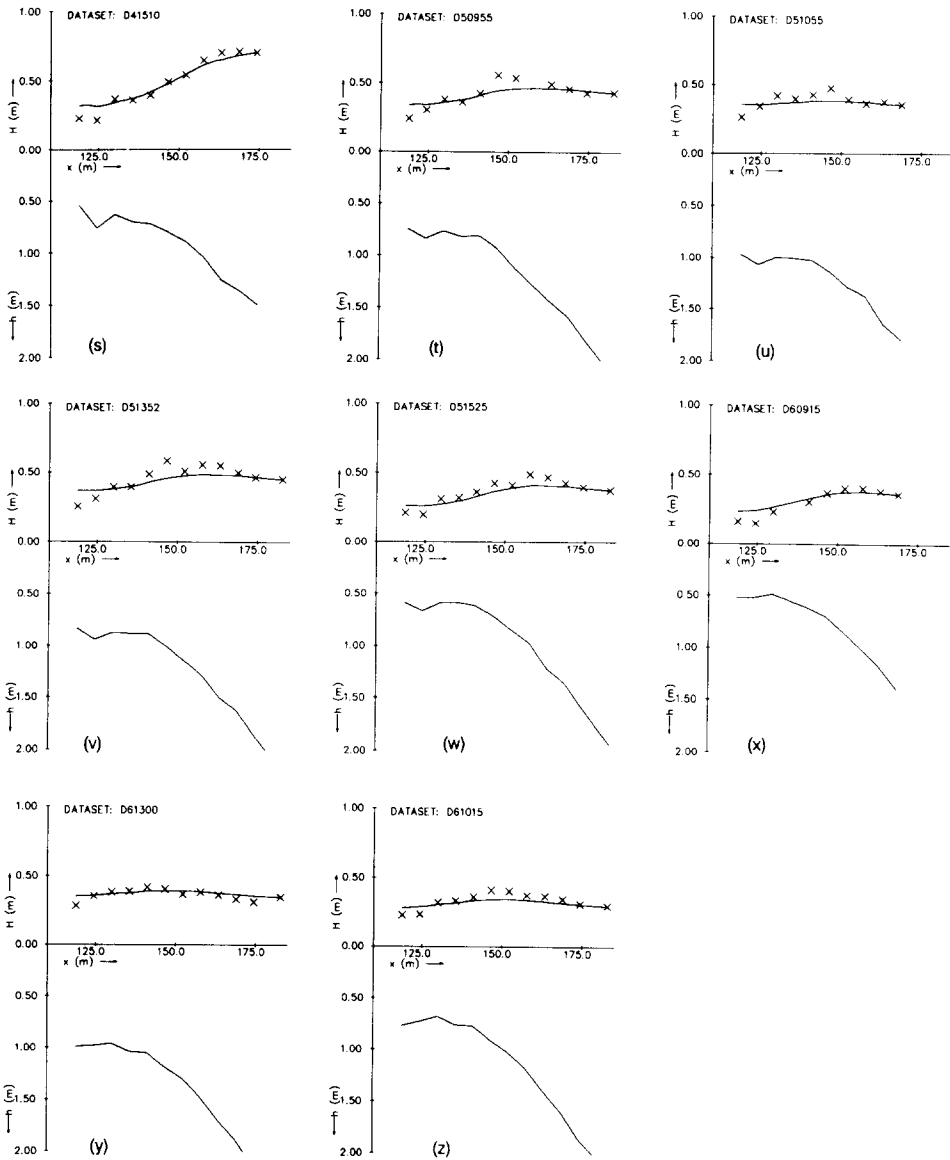 DATASET: D41510
1.00
H (m)
0.50
0.00
125.0 150.0 175.0
x (m)
0.50
1.00
h (m)
1.50
2.00
(s)
DATASET: D50955
1.00
H (m)
0.50
0.00
125.0 150.0 175.0
x (m)
0.50
1.00
h (m)
1.50
2.00
(t)
DATASET: D51055
1.00
H (m)
0.50
0.00
125.0 150.0 175.0
x (m)
0.50
1.00
h (m)
1.50
2.00
(u)
DATASET: D51352
1.00
H (m)
0.50
0.00
125.0 150.0 175.0
x (m)
0.50
1.00
h (m)
1.50
2.00
(v)
DATASET: D51525
1.00
H (m)
0.50
0.00
125.0 150.0 175.0
x (m)
0.50
1.00
h (m)
1.50
2.00
(w)
DATASET: D60915
1.00
H (m)
0.50
0.00
125.0 150.0 175.0
x (m)
0.50
1.00
h (m)
1.50
2.00
(x)
DATASET: D61300
1.00
H (m)
0.50
0.00
125.0 150.0 175.0
x (m)
0.50
1.00
h (m)
1.50
2.00
(y)
DATASET: D61015
1.00
H (m)
0.50
0.00
125.0 150.0 175.0
x (m)
0.50
1.00
h (m)
1.50
2.00
(z)